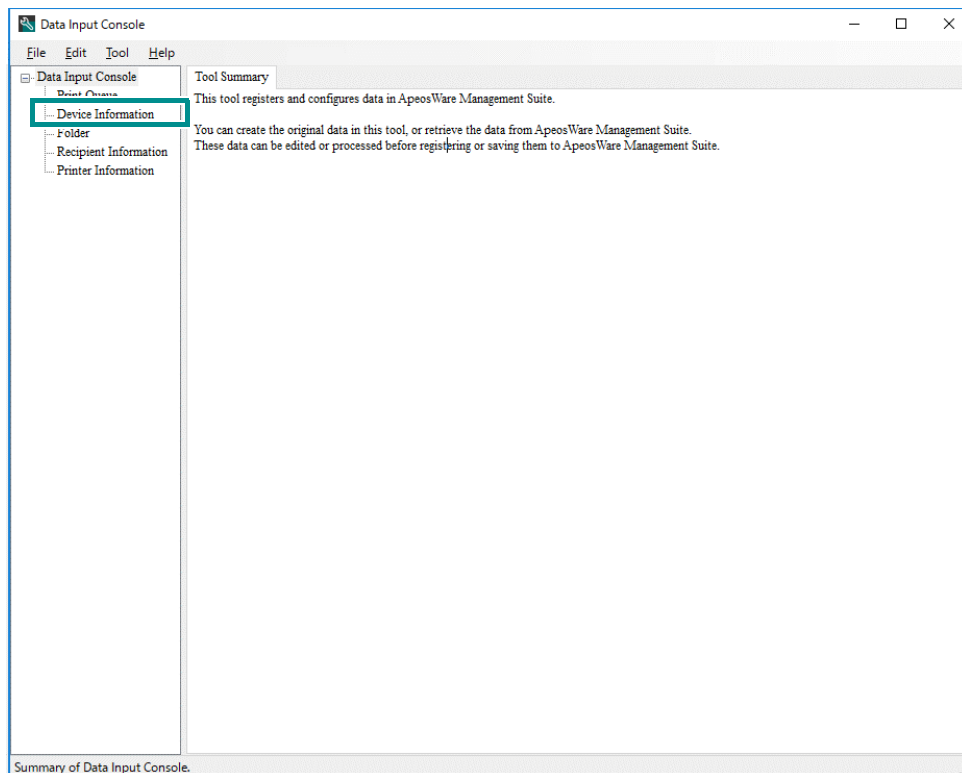 Data Input Console
File Edit Tool Help
Data Input Console
Print Queue
Device Information
Folder
Recipient Information
Printer Information
Tool Summary
This tool registers and configures data in ApeosWare Management Suite.
You can create the original data in this tool, or retrieve the data from ApeosWare Management Suite.
These data can be edited or processed before registering or saving them to ApeosWare Management Suite.
Summary of Data Input Console.